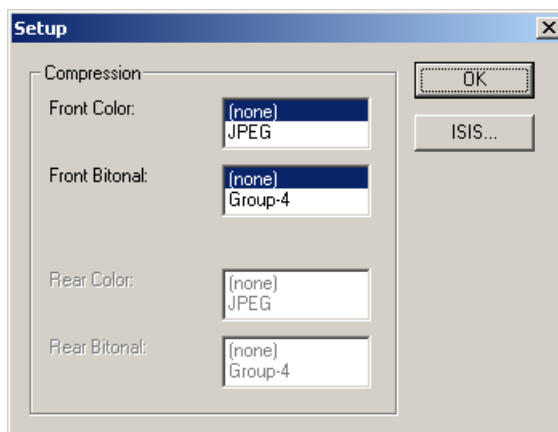 Setup
Compression
Front Color:
(none)
JPEG
Front Bitonal:
(none)
Group-4
Rear Color:
(none)
JPEG
Rear Bitonal:
(none)
Group-4
OK
ISIS...